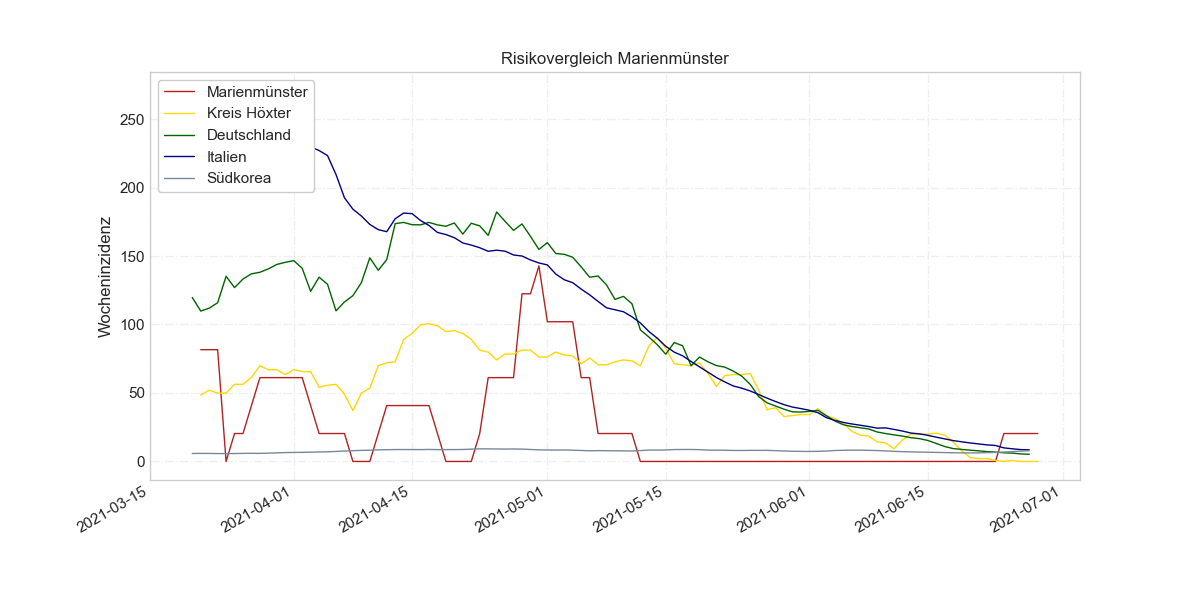 Risikovergleich Marienmünster
Marienmünster
Kreis Höxter
Deutschland
Italien
Südkorea
Wocheninzidenz
250
200
150
100
50
0
2021-03-15
2021-04-01
2021-04-15
2021-05-01
2021-05-15
2021-06-01
2021-06-15
2021-07-01